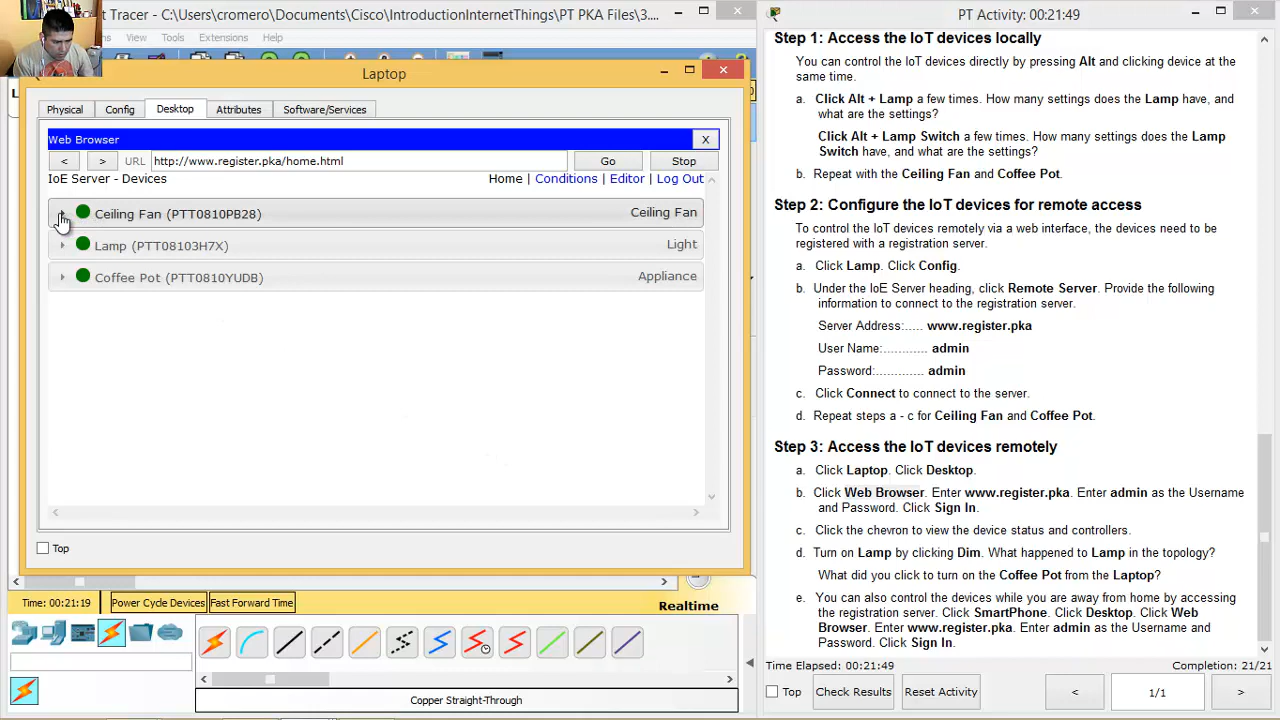 t Tracer - C:\Users\cromero\Documents\Cisco\IntroductionInternetThings\PT PKA Files\3....
View Tools Extensions Help
Laptop
Physical Config Desktop Attributes Software/Services
Web Browser X
< > URL http://www.register.pka/home.html Go Stop
IoE Server - Devices Home | Conditions | Editor | Log Out
Ceiling Fan (PTT0810PB28) Ceiling Fan
Lamp (PTT08103H7X) Light
Coffee Pot (PTT0810YUDB) Appliance
Top
Time: 00:21:19 Power Cycle Devices Fast Forward Time Realtime
Copper Straight-Through
PT Activity: 00:21:49
Step 1: Access the IoT devices locally
You can control the IoT devices directly by pressing Alt and clicking device at the
same time.
a. Click Alt + Lamp a few times. How many settings does the Lamp have, and
what are the settings?
Click Alt + Lamp Switch a few times. How many settings does the Lamp
Switch have, and what are the settings?
b. Repeat with the Ceiling Fan and Coffee Pot.
Step 2: Configure the IoT devices for remote access
To control the IoT devices remotely via a web interface, the devices need to be
registered with a registration server.
a. Click Lamp. Click Config.
b. Under the IoE Server heading, click Remote Server. Provide the following
information to connect to the registration server.
Server Address:..... www.register.pka
User Name:............ admin
Password:............. admin
c. Click Connect to connect to the server.
d. Repeat steps a - c for Ceiling Fan and Coffee Pot.
Step 3: Access the IoT devices remotely
a. Click Laptop. Click Desktop.
b. Click Web Browser. Enter www.register.pka. Enter admin as the Username
and Password. Click Sign In.
c. Click the chevron to view the device status and controllers.
d. Turn on Lamp by clicking Dim. What happened to Lamp in the topology?
What did you click to turn on the Coffee Pot from the Laptop?
e. You can also control the devices while you are away from home by accessing
the registration server. Click SmartPhone. Click Desktop. Click Web
Browser. Enter www.register.pka. Enter admin as the Username and
Password. Click Sign In.
Time Elapsed: 00:21:49 Completion: 21/21
Top Check Results Reset Activity < 1/1 >